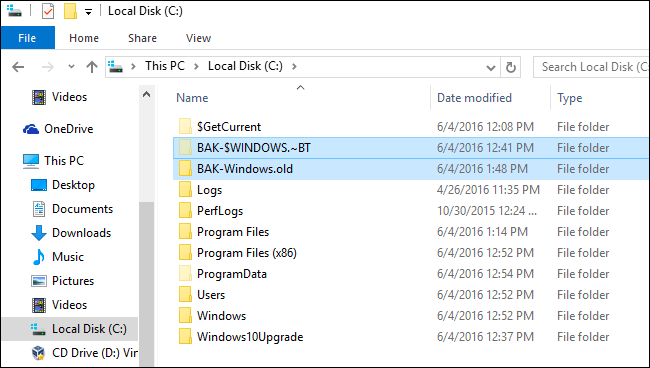 Local Disk (C:)
File Home Share View
This PC Local Disk (C:) Search Local Disk (C
Videos
OneDrive
This PC
Desktop
Documents
Downloads
Music
Pictures
Videos
Local Disk (C:)
CD Drive (D:) Vir
Name Date modified Type
$GetCurrent 6/4/2016 12:08 PM File folder
BAK-$WINDOWS.~BT 6/4/2016 12:41 PM File folder
BAK-Windows.old 6/4/2016 1:48 PM File folder
Logs 4/26/2016 11:35 PM File folder
PerfLogs 10/30/2015 12:24 ... File folder
Program Files 6/4/2016 1:14 PM File folder
Program Files (x86) 6/4/2016 12:52 PM File folder
ProgramData 6/4/2016 12:54 PM File folder
Users 6/4/2016 12:52 PM File folder
Windows 6/4/2016 12:52 PM File folder
Windows10Upgrade 6/4/2016 12:37 PM File folder